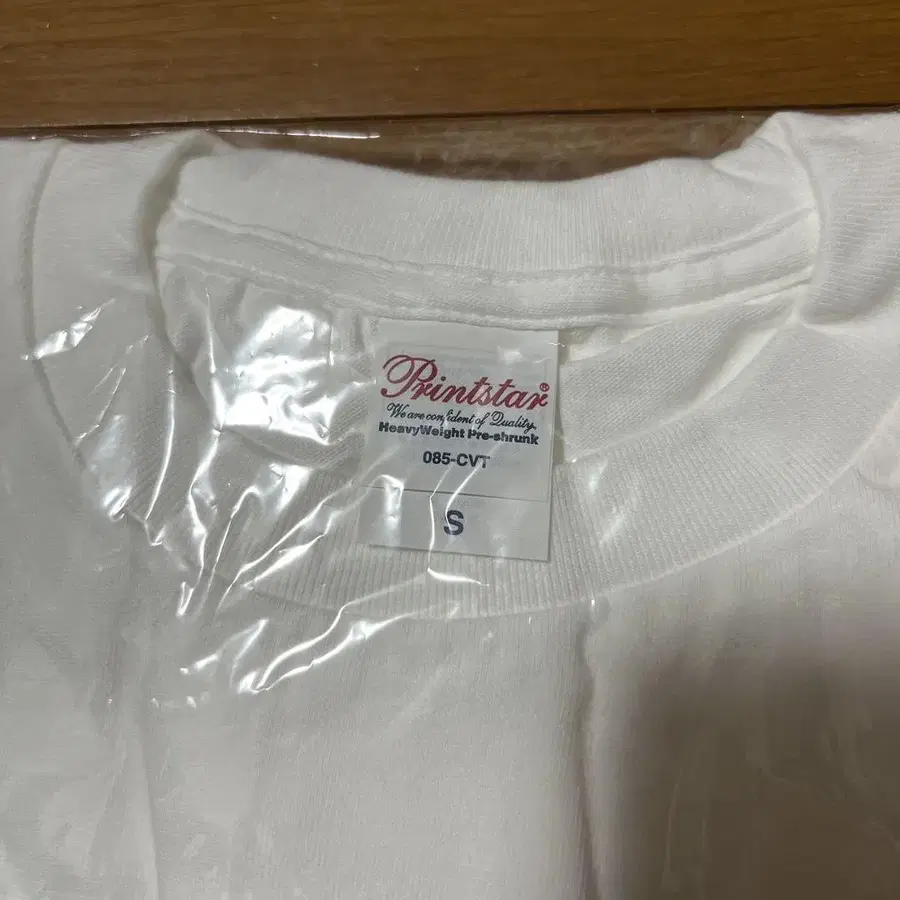 Printstar®
We are confident of Quality.
HeavyWeight Pre-shrunk
085-CVT
S